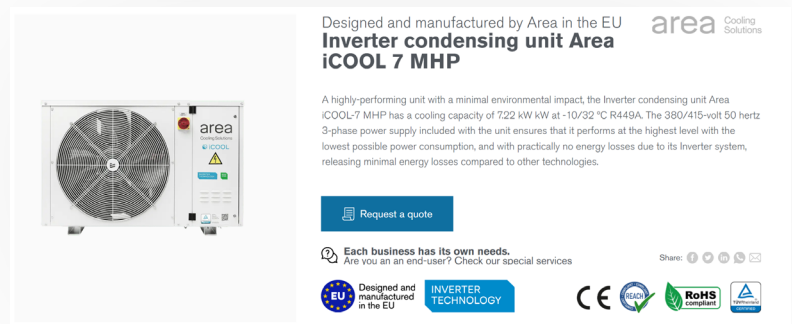 Designed and manufactured by Area in the EU
Inverter condensing unit Area
iCOOL 7 MHP
area Cooling
Solutions
A highly-performing unit with a minimal environmental impact, the Inverter condensing unit Area
iCOOL-7 MHP has a cooling capacity of 7.22 kW kW at -10/32 ºC R449A. The 380/415-volt 50 hertz
3-phase power supply included with the unit ensures that it performs at the highest level with the
lowest possible power consumption, and with practically no energy losses due to its Inverter system,
releasing minimal energy losses compared to other technologies.
area
Cooling Solutions
iCOOL
Request a quote
Each business has its own needs.
Are you an an end-user? Check our special services
Share:
EU
Designed and
manufactured
in the EU
INVERTER
TECHNOLOGY
CE
REACH
RoHS
compliant
TÜVRheinland
CERTIFIED